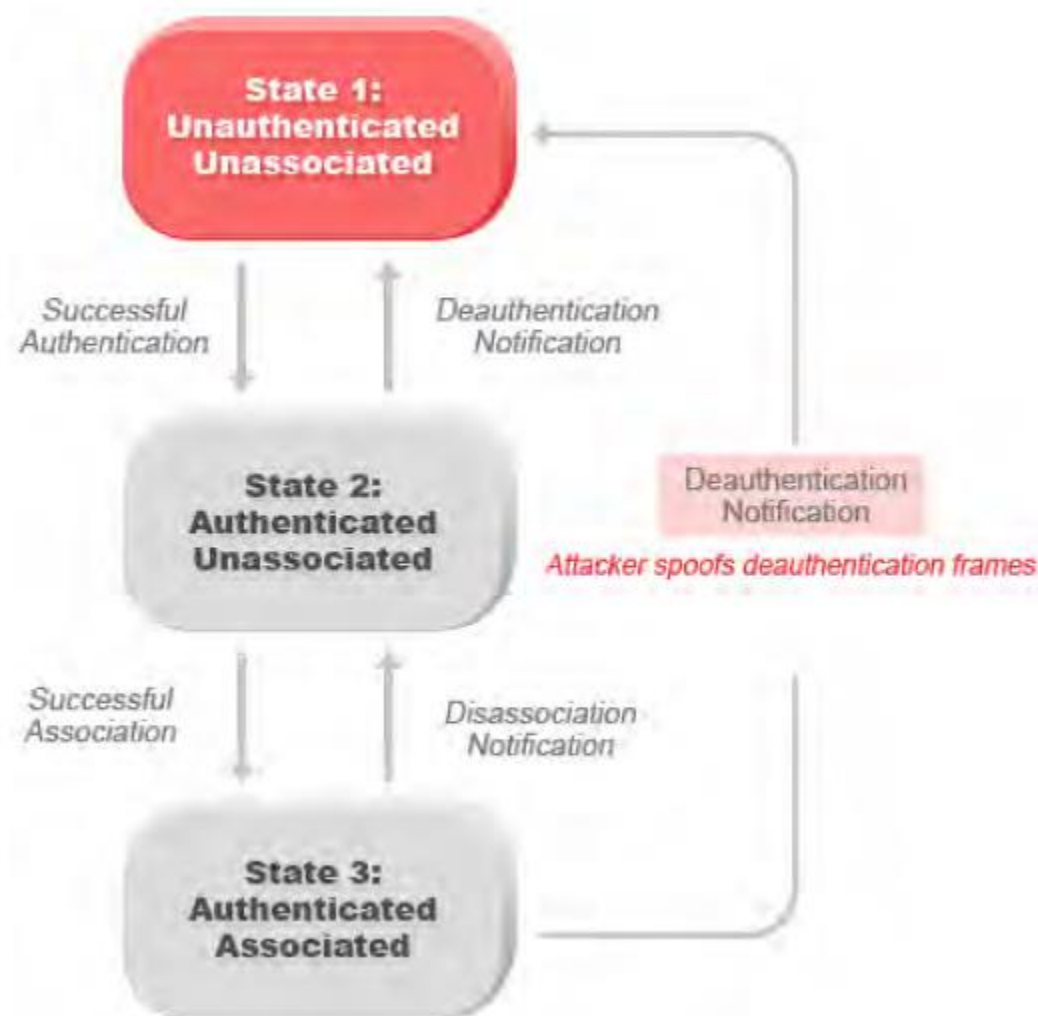 State 1:
Unauthenticated
Unassociated
Successful
Authentication
Deauthentication
Notification
State 2:
Authenticated
Unassociated
Deauthentication
Notification
Attacker spoofs deauthentication frames
Successful
Association
Disassociation
Notification
State 3:
Authenticated
Associated